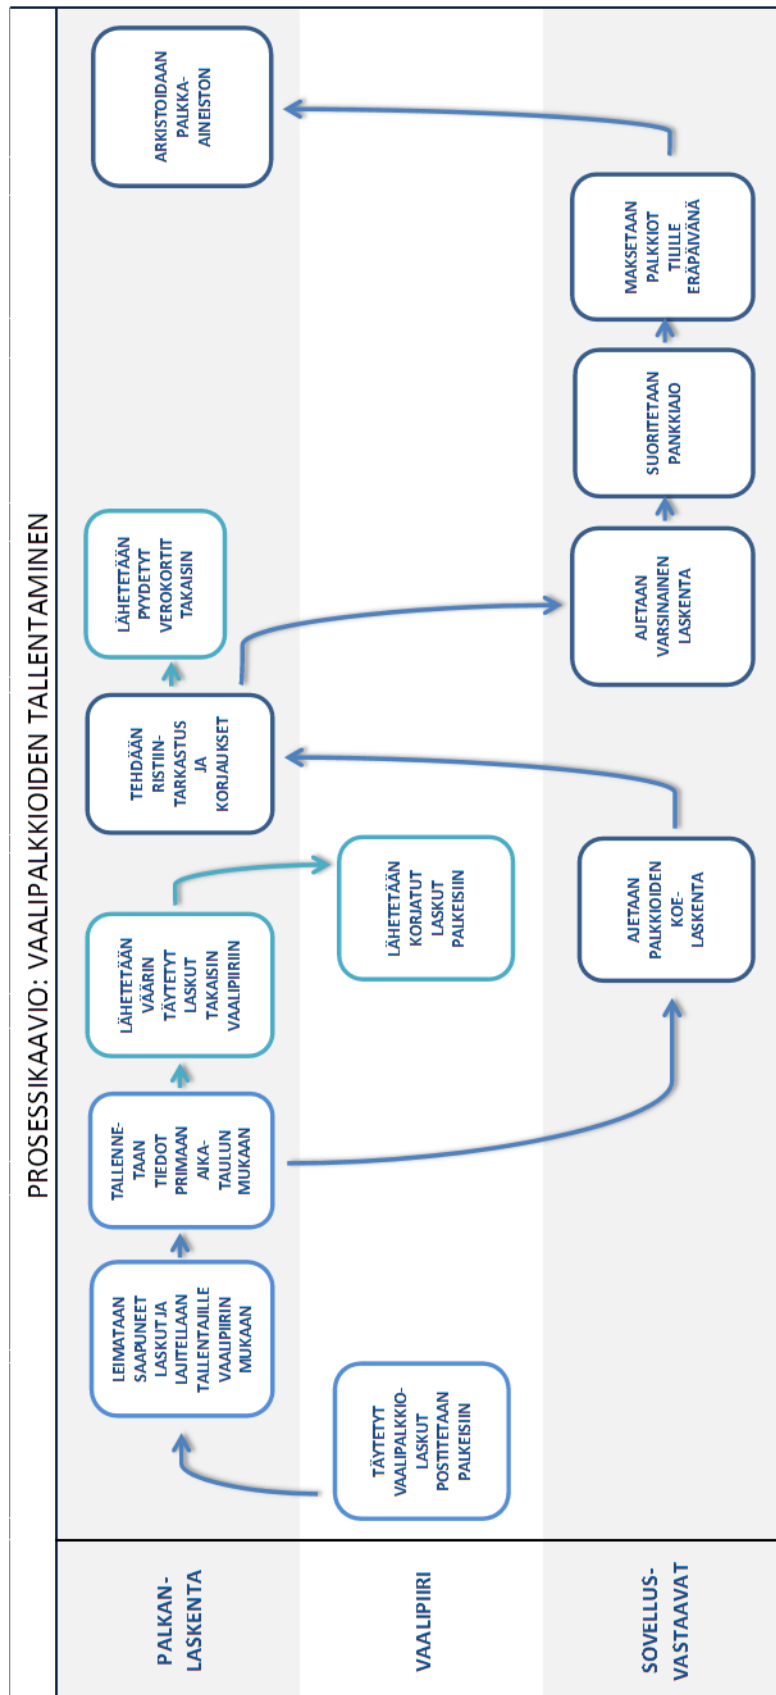 PROSESSIKAAVIO: VAALIPALKKIOIDEN TALLENTAMINEN
PALKAN-
LASKENTA
LEIMATAAN
SAAPUNEET
LASKUT JA
LAJITELLAAN
TALLENTAJILLE
VAALIPIIRIN
MUKAAN
TALLENNE-
TAAN
TIEDOT
PRIMAAN
AIKA-
TAULUN
MUKAAN
LÄHETETÄÄN
VÄÄRIN
TÄYTETYT
LASKUT
TAKAISIN
VAALIPIIRIIN
TEHDÄÄN
RISTIIN-
TARKASTUS
JA
KORJAUKSET
LÄHETETÄÄN
PYYDETYT
VEROKORTIT
TAKAISIN
ARKISTOIDAAN
PALKKA-
AINEISTON
VAALIPIIRI
TÄYTETYT
VAALIPALKKIO-
LASKUT
POSTITETAAN
PALKEISIIN
LÄHETETÄÄN
KORJATUT
LASKUT
PALKEISIIN
SOVELLUS-
VASTAAVAT
AJETAAN
PALKKIOIDEN
KOE-
LASKENTA
AJETAAN
VARSINAINEN
LASKENTA
SUORITETAAN
PANKKIAJO
MAKSETAAN
PALKKIOT
TILILLE
ERÄPÄIVÄNÄ